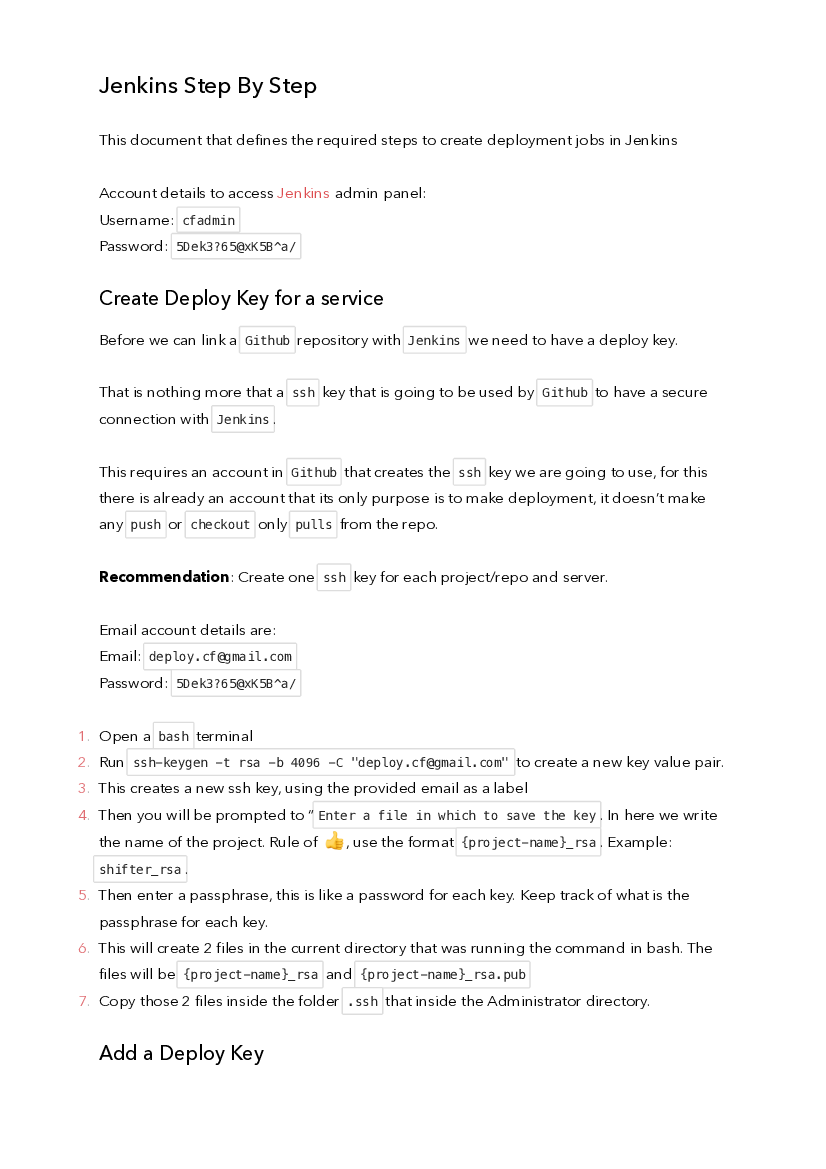 Jenkins Step By Step
This document that defines the required steps to create deployment jobs in Jenkins
Account details to access Jenkins admin panel:
Username: cfadmin
Password: 5Dek3?65@xK5B^a/
Create Deploy Key for a service
Before we can link a Github repository with Jenkins we need to have a deploy key.
That is nothing more that a ssh key that is going to be used by Github to have a secure
connection with Jenkins.
This requires an account in Github that creates the ssh key we are going to use, for this
there is already an account that its only purpose is to make deployment, it doesn't make
any push or checkout only pulls from the repo.
Recommendation: Create one ssh key for each project/repo and server.
Email account details are:
Email: deploy.cf@gmail.com
Password: 5Dek3?65@xK5B^a/
1. Open a bash terminal
2. Run ssh-keygen -t rsa -b 4096 -C "deploy.cf@gmail.com" to create a new key value pair.
3. This creates a new ssh key, using the provided email as a label
4. Then you will be prompted to “Enter a file in which to save the key. In here we write
the name of the project. Rule of 👍, use the format {project-name}_rsa. Example:
shifter_rsa.
5. Then enter a passphrase, this is like a password for each key. Keep track of what is the
passphrase for each key.
6. This will create 2 files in the current directory that was running the command in bash. The
files will be {project-name}_rsa and {project-name}_rsa.pub
7. Copy those 2 files inside the folder .ssh that inside the Administrator directory.
Add a Deploy Key